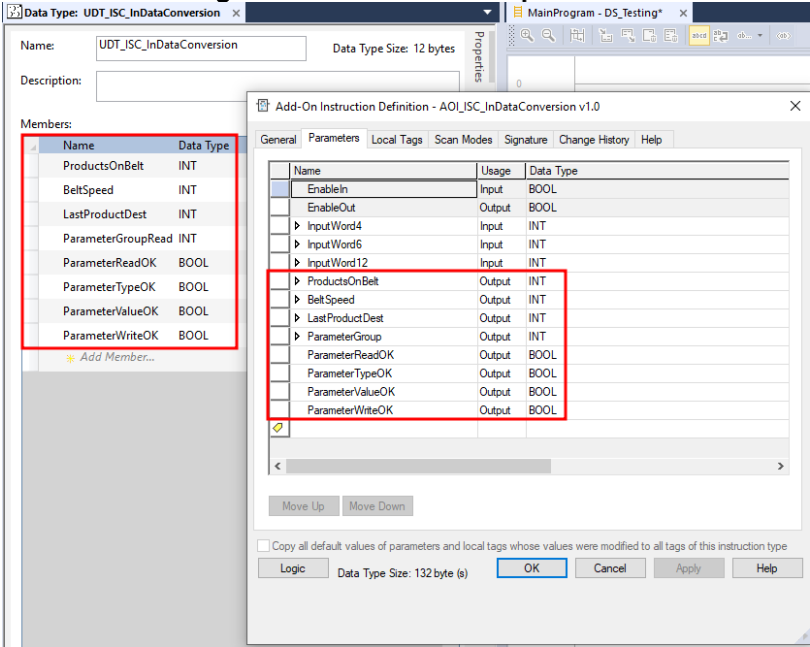 Data Type: UDT_ISC_InDataConversion ×
MainProgram - DS_Testing* ×
Name: UDT_ISC_InDataConversion Data Type Size: 12 bytes
Properties
Description:
0
Members:
Name Data Type
ProductsOnBelt INT
BeltSpeed INT
LastProductDest INT
ParameterGroupRead INT
ParameterReadOK BOOL
ParameterTypeOK BOOL
ParameterValueOK BOOL
ParameterWriteOK BOOL
Add Member...
Add-On Instruction Definition - AOI_ISC_InDataConversion v1.0
General Parameters Local Tags Scan Modes Signature Change History Help
Name Usage Data Type
EnableIn Input BOOL
EnableOut Output BOOL
InputWord4 Input INT
InputWord6 Input INT
InputWord12 Input INT
ProductsOnBelt Output INT
BeltSpeed Output INT
LastProductDest Output INT
ParameterGroup Output INT
ParameterReadOK Output BOOL
ParameterTypeOK Output BOOL
ParameterValueOK Output BOOL
ParameterWriteOK Output BOOL
Move Up Move Down
Copy all default values of parameters and local tags whose values were modified to all tags of this instruction type
Logic Data Type Size: 132 byte (s) OK Cancel Apply Help